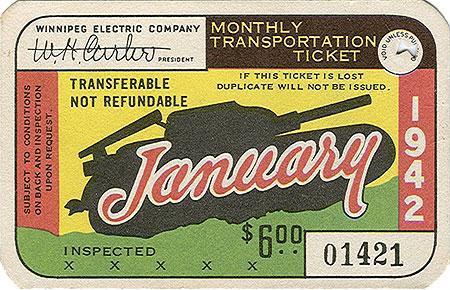 WINNIPEG ELECTRIC COMPANY
W.H. Carter
PRESIDENT
MONTHLY
TRANSPORTATION
TICKET
VOID UNLESS
IF THIS TICKET IS LOST
DUPLICATE WILL NOT BE ISSUED.
TRANSFERABLE
NOT REFUNDABLE
SUBJECT TO CONDITIONS
ON BACK AND INSPECTION
UPON REQUEST.
January
1942
$6.00
INSPECTED
X X X X X
01421